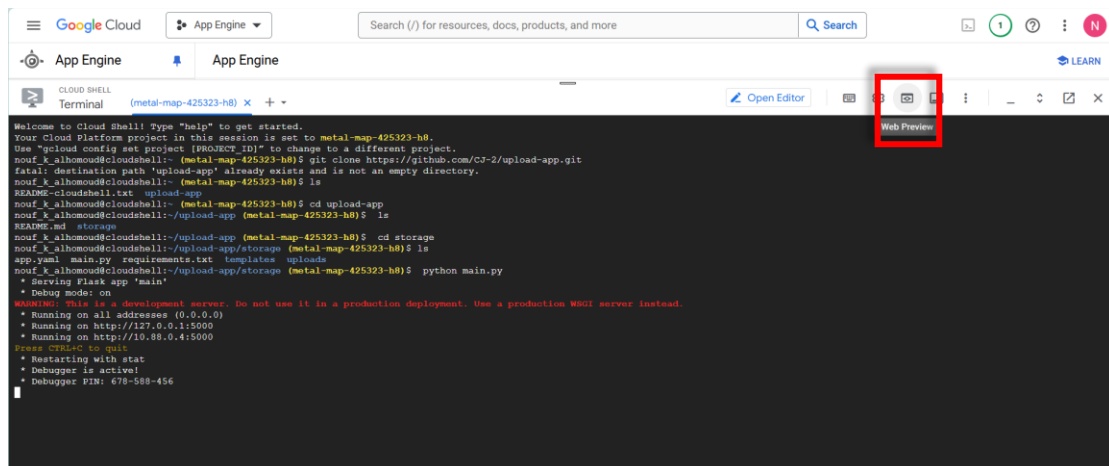 Google Cloud
App Engine
Search (/) for resources, docs, products, and more
Search
1
N
App Engine
App Engine
LEARN
CLOUD SHELL
Terminal
(metal-map-425323-h8)
Open Editor
Web Preview
Welcome to Cloud Shell! Type "help" to get started.
Your Cloud Platform project in this session is set to metal-map-425323-h8.
Use "gcloud config set project [PROJECT_ID]" to change to a different project.
nouf_k_alhomoud@cloudshell:~ (metal-map-425323-h8)$ git clone https://github.com/CJ-2/upload-app.git
fatal: destination path 'upload-app' already exists and is not an empty directory.
nouf_k_alhomoud@cloudshell:~ (metal-map-425323-h8)$ ls
README-cloudshell.txt upload-app
nouf_k_alhomoud@cloudshell:~ (metal-map-425323-h8)$ cd upload-app
nouf_k_alhomoud@cloudshell:~/upload-app (metal-map-425323-h8)$ ls
README.md storage
nouf_k_alhomoud@cloudshell:~/upload-app (metal-map-425323-h8)$ cd storage
nouf_k_alhomoud@cloudshell:~/upload-app/storage (metal-map-425323-h8)$ ls
app.yaml main.py requirements.txt templates uploads
nouf_k_alhomoud@cloudshell:~/upload-app/storage (metal-map-425323-h8)$ python main.py
* Serving Flask app 'main'
* Debug mode: on
WARNING: This is a development server. Do not use it in a production deployment. Use a production WSGI server instead.
* Running on all addresses (0.0.0.0)
* Running on http://127.0.0.1:5000
* Running on http://10.88.0.4:5000
Press CTRL+C to quit
* Restarting with stat
* Debugger is active!
* Debugger PIN: 678-588-456